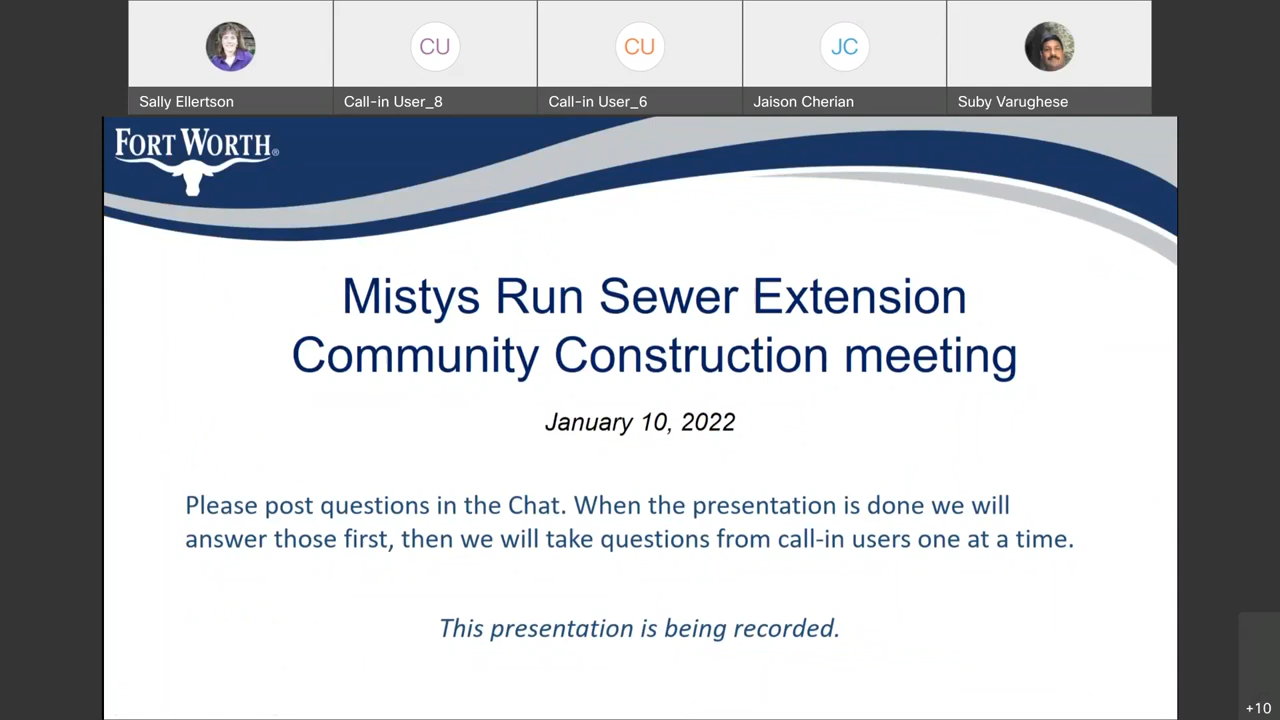 CU
CU
JC
Sally Ellertson
Call-in User_8
Call-in User_6
Jaison Cherian
Suby Varughese
FORT WORTH®
Mistys Run Sewer Extension
Community Construction meeting
January 10, 2022
Please post questions in the Chat. When the presentation is done we will
answer those first, then we will take questions from call-in users one at a time.
This presentation is being recorded.
+10